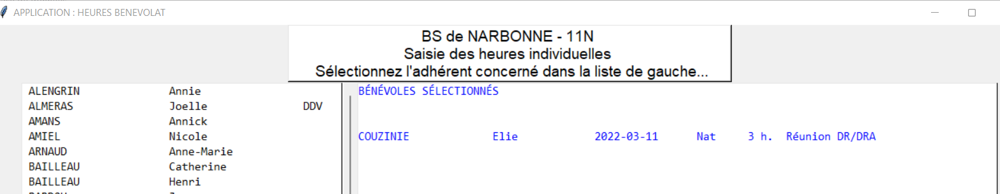 APPLICATION : HEURES BENEVOLAT
BS de NARBONNE - 11N
Saisie des heures individuelles
Sélectionnez l'adhérent concerné dans la liste de gauche...
ALENGRIN Annie
ALMERAS Joelle DDV
AMANS Annick
AMIEL Nicole
ARNAUD Anne-Marie
BAILLEAU Catherine
BAILLEAU Henri
BÉNÉVOLES SÉLECTIONNÉS
COUZINIE Elie 2022-03-11 Nat 3 h. Réunion DR/DRA